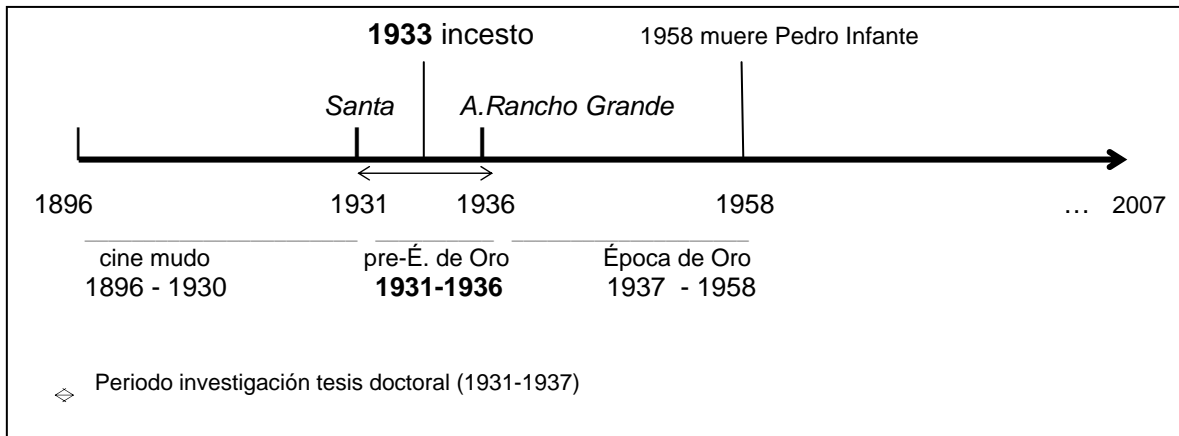 1933 incesto 1958 muere Pedro Infante
Santa A.Rancho Grande
1896 1931 1936 1958 ... 2007
cine mudo pre-É. de Oro Época de Oro
1896 - 1930 1931-1936 1937 - 1958
Periodo investigación tesis doctoral (1931-1937)